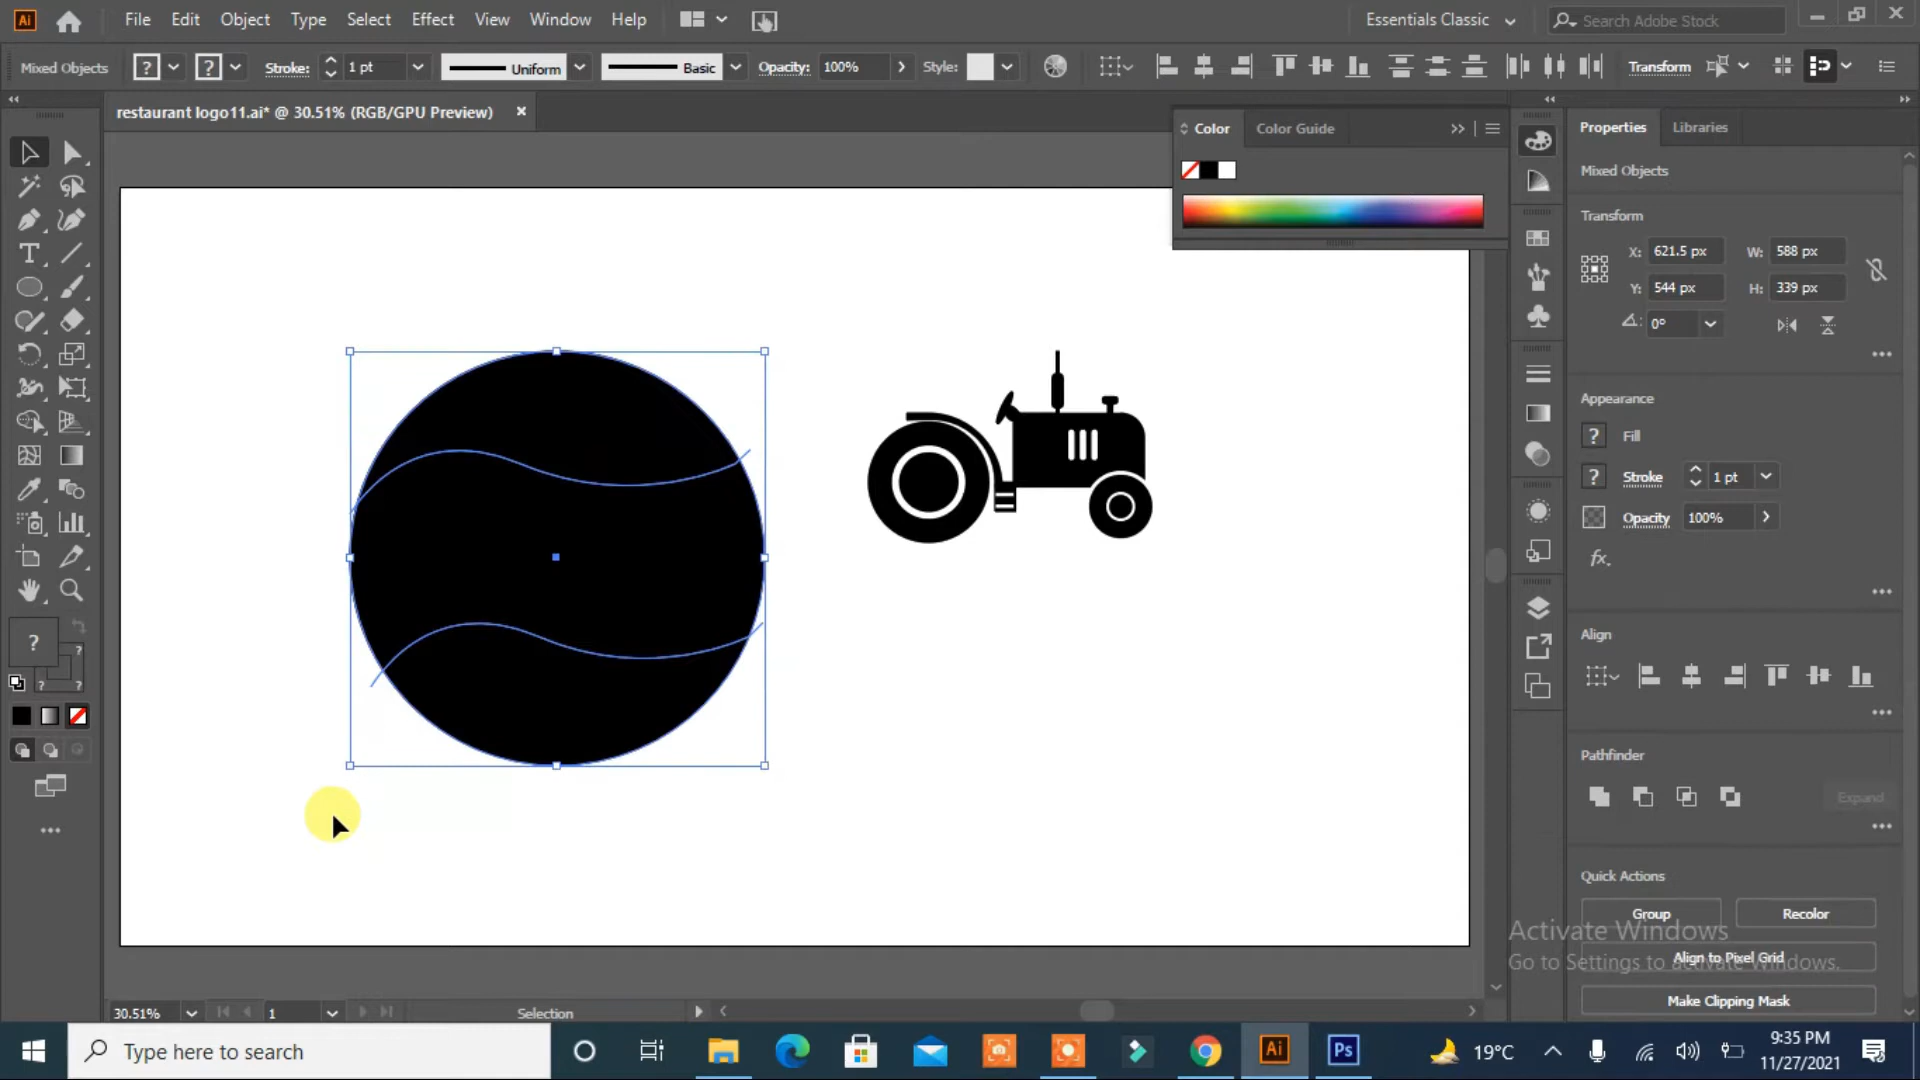 Ai File Edit Object Type Select Effect View Window Help Essentials Classic Search Adobe Stock
Mixed Objects ? ? Stroke: 1 pt Uniform Basic Opacity: 100% Style: Transform
restaurant logo11.ai* @ 30.51% (RGB/GPU Preview)
Color Color Guide
Properties Libraries
Mixed Objects
Transform
X: 621.5 px W: 588 px
Y: 544 px H: 339 px
0°
Appearance
? Fill
? Stroke 1 pt
Opacity 100%
fx.
Align
Pathfinder
Expand
Quick Actions
Group Recolor
Align to Pixel Grid
Make Clipping Mask
Activate Windows
Go to Settings to activate Windows.
?
?
? ?
30.51% 1 Selection
Type here to search
Ai Ps
19°C
9:35 PM
11/27/2021